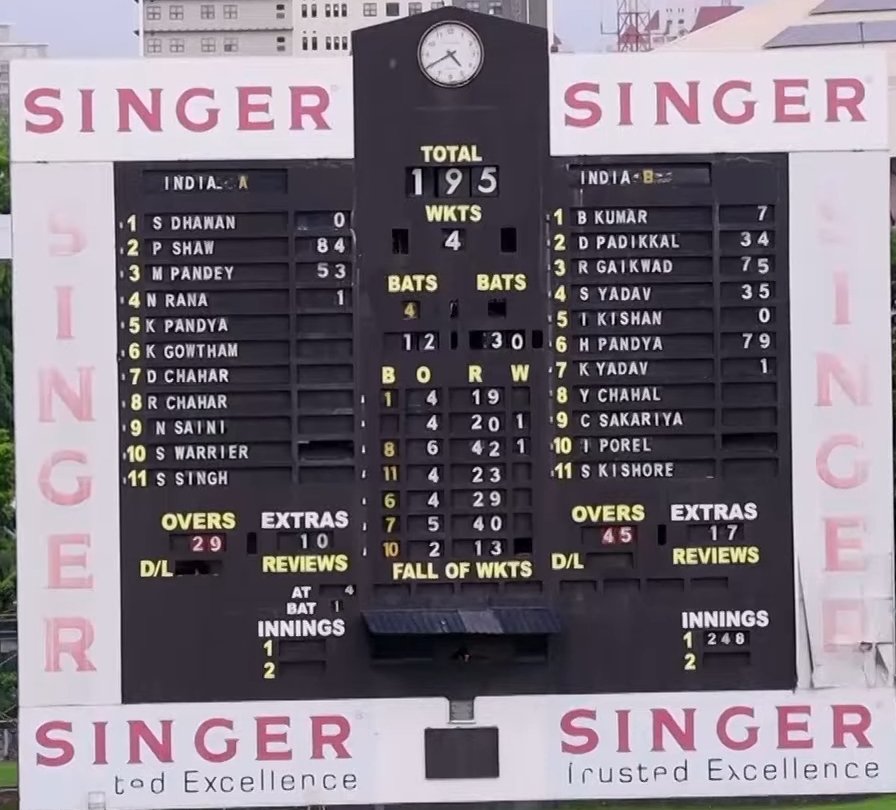 SINGER
SINGER
INDIA A
1 S DHAWAN 0
2 P SHAW 84
3 M PANDEY 53
4 N RANA 1
5 K PANDYA
6 K GOWTHAM
7 D CHAHAR
8 R CHAHAR
9 N SAINI
10 S WARRIER
11 S SINGH
OVERS EXTRAS
29 10
D/L REVIEWS
AT 4
BAT 1
INNINGS
1
2
TOTAL
195
WKTS
4
BATS BATS
4
12 30
B O R W
1 4 19
4 20 1
8 6 42 1
11 4 23
6 4 29
7 5 40
10 2 13
FALL OF WKTS
INDIA B
1 B KUMAR 7
2 D PADIKKAL 34
3 R GAIKWAD 75
4 S YADAV 35
5 I KISHAN 0
6 H PANDYA 79
7 K YADAV 1
8 Y CHAHAL
9 C SAKARIYA
10 I POREL
11 S KISHORE
OVERS EXTRAS
45 17
D/L REVIEWS
INNINGS
1 248
2
SINGER
SINGER
SINGER
SINGER
Excellence
Trusted Excellence